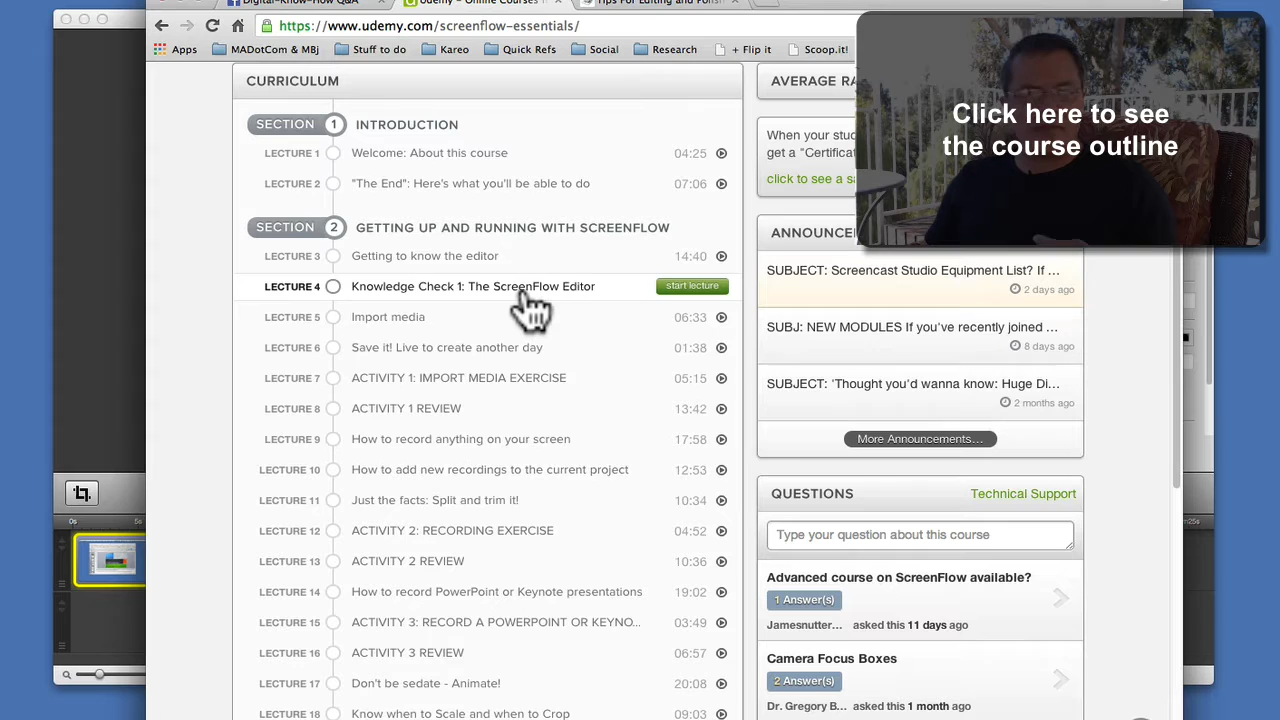 Digital-Know-How Q&A
Udemy – Online Courses
Tips For Editing and
https://www.udemy.com/screenflow-essentials/
Apps
MADotCom & MBj
Stuff to do
Kareo
Quick Refs
Social
Research
+ Flip it
Scoop.it!
CURRICULUM
SECTION 1 INTRODUCTION
LECTURE 1 Welcome: About this course 04:25
LECTURE 2 "The End": Here's what you'll be able to do 07:06
SECTION 2 GETTING UP AND RUNNING WITH SCREENFLOW
LECTURE 3 Getting to know the editor 14:40
LECTURE 4 Knowledge Check 1: The ScreenFlow Editor start lecture
LECTURE 5 Import media 06:33
LECTURE 6 Save it! Live to create another day 01:38
LECTURE 7 ACTIVITY 1: IMPORT MEDIA EXERCISE 05:15
LECTURE 8 ACTIVITY 1 REVIEW 13:42
LECTURE 9 How to record anything on your screen 17:58
LECTURE 10 How to add new recordings to the current project 12:53
LECTURE 11 Just the facts: Split and trim it! 10:34
LECTURE 12 ACTIVITY 2: RECORDING EXERCISE 04:52
LECTURE 13 ACTIVITY 2 REVIEW 10:36
LECTURE 14 How to record PowerPoint or Keynote presentations 19:02
LECTURE 15 ACTIVITY 3: RECORD A POWERPOINT OR KEYNO... 03:49
LECTURE 16 ACTIVITY 3 REVIEW 06:57
LECTURE 17 Don't be sedate - Animate! 20:08
LECTURE 18 Know when to Scale and when to Crop 09:03
AVERAGE RA
When your stu
get a "Certifica
click to see a sa
Click here to see
the course outline
ANNOUNCE
SUBJECT: Screencast Studio Equipment List? If ...
2 days ago
SUBJ: NEW MODULES If you've recently joined ...
8 days ago
SUBJECT: 'Thought you'd wanna know: Huge Di...
2 months ago
More Announcements...
QUESTIONS Technical Support
Type your question about this course
Advanced course on ScreenFlow available?
1 Answer(s)
Jamesnutter... asked this 11 days ago
Camera Focus Boxes
2 Answer(s)
Dr. Gregory B... asked this 1 month ago
0s
5s